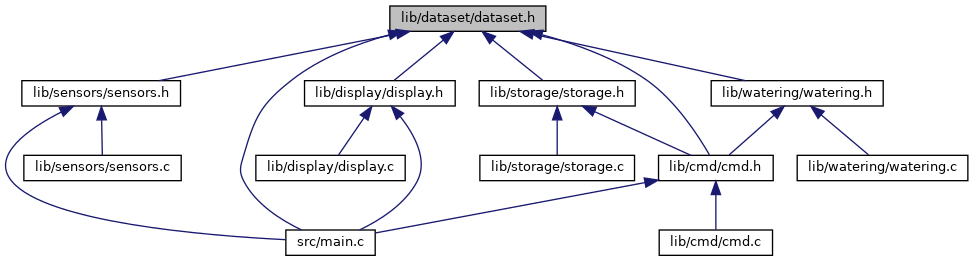 lib/dataset/dataset.h
lib/sensors/sensors.h
lib/display/display.h
lib/storage/storage.h
lib/watering/watering.h
lib/sensors/sensors.c
lib/display/display.c
lib/storage/storage.c
lib/cmd/cmd.h
lib/watering/watering.c
src/main.c
lib/cmd/cmd.c